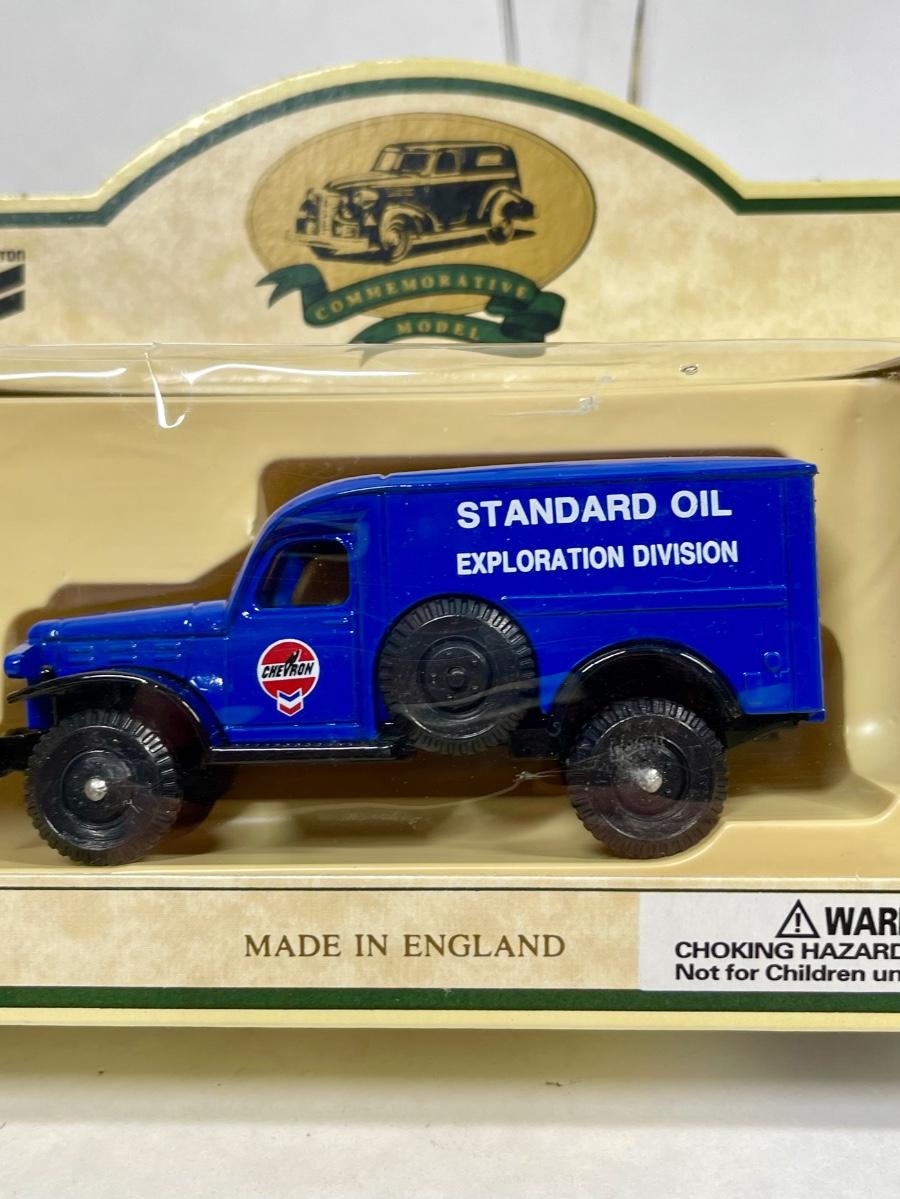 COMMEMORATIVE
MODEL
STANDARD OIL
EXPLORATION DIVISION
CHEVRON
MADE IN ENGLAND
WAR
CHOKING HAZARD
Not for Children un